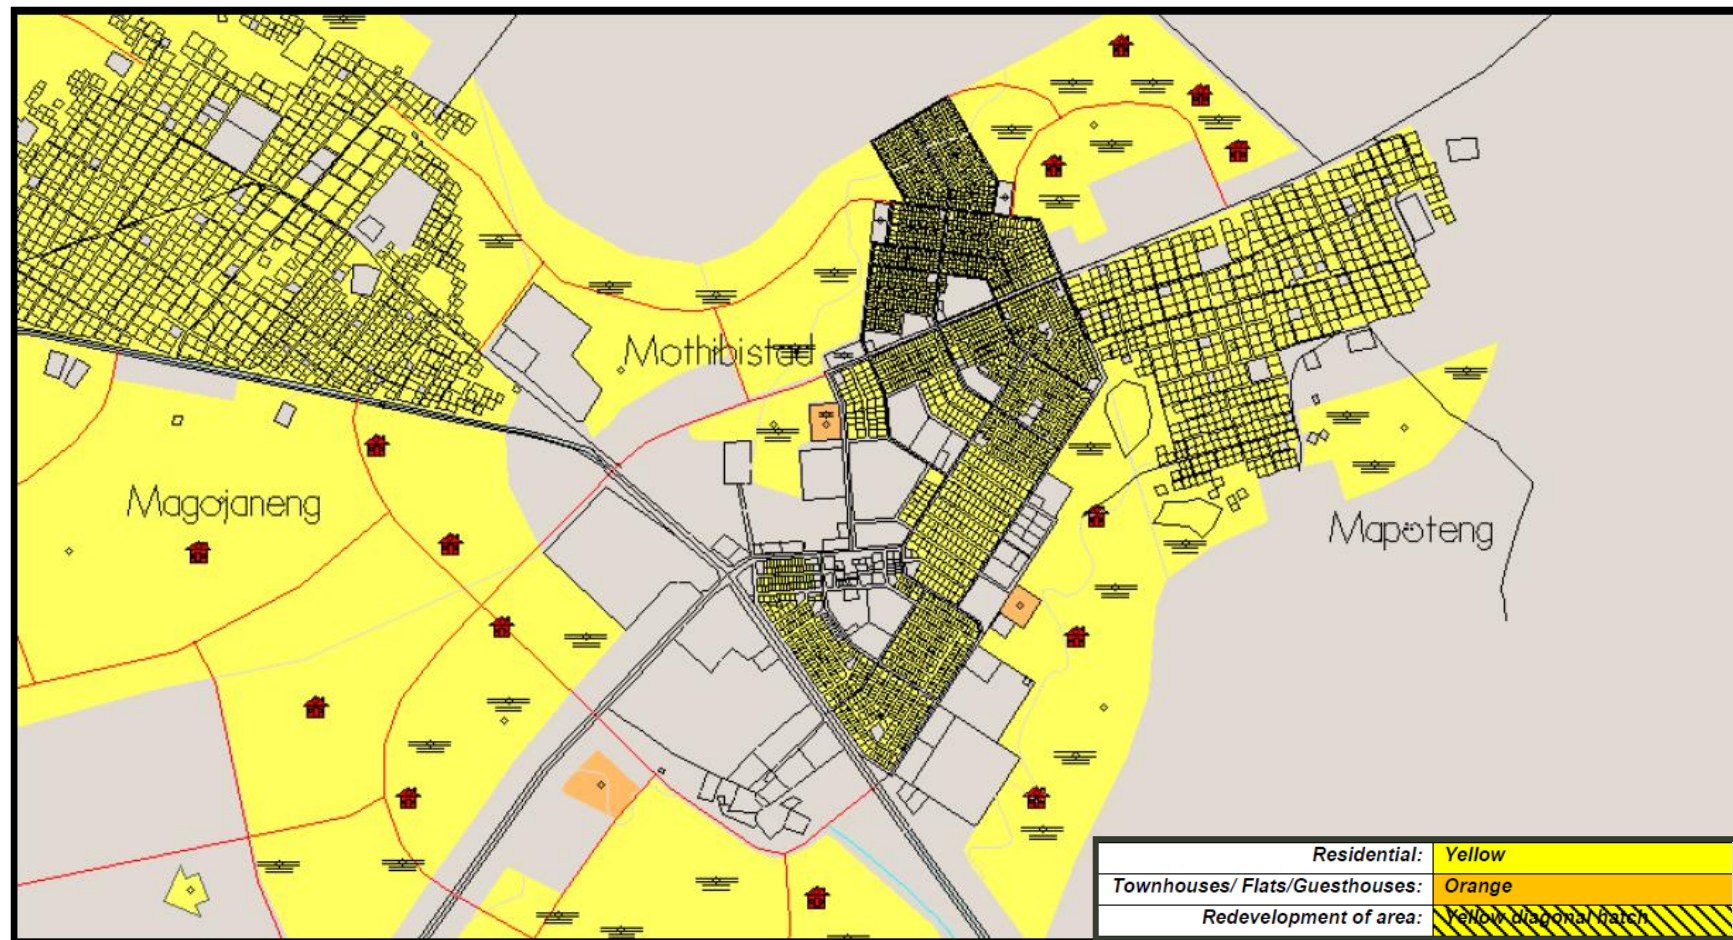 Mothibistad
Magojaneng
Mapoteng
Residential: Yellow
Townhouses/ Flats/Guesthouses: Orange
Redevelopment of area: Yellow diagonal hatch